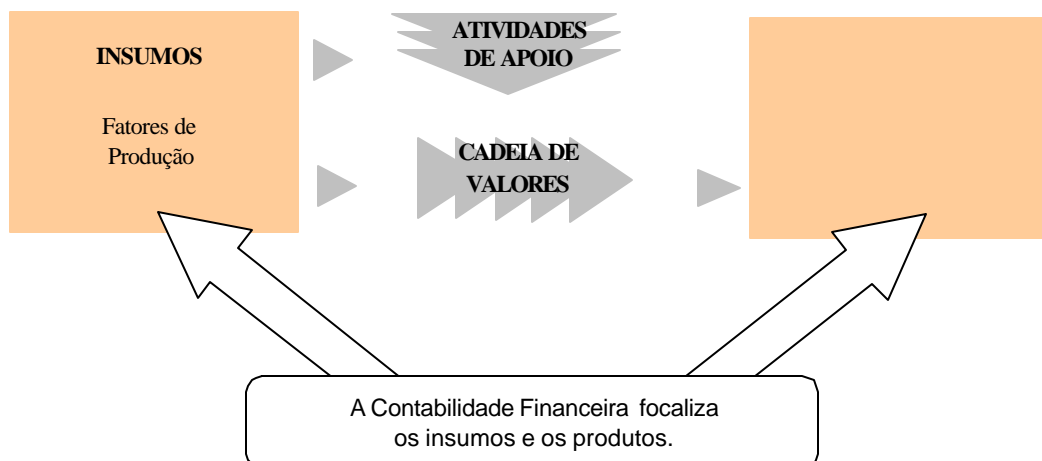 INSUMOS
Fatores de
Produção
ATIVIDADES
DE APOIO
CADEIA DE
VALORES
A Contabilidade Financeira focaliza
os insumos e os produtos.